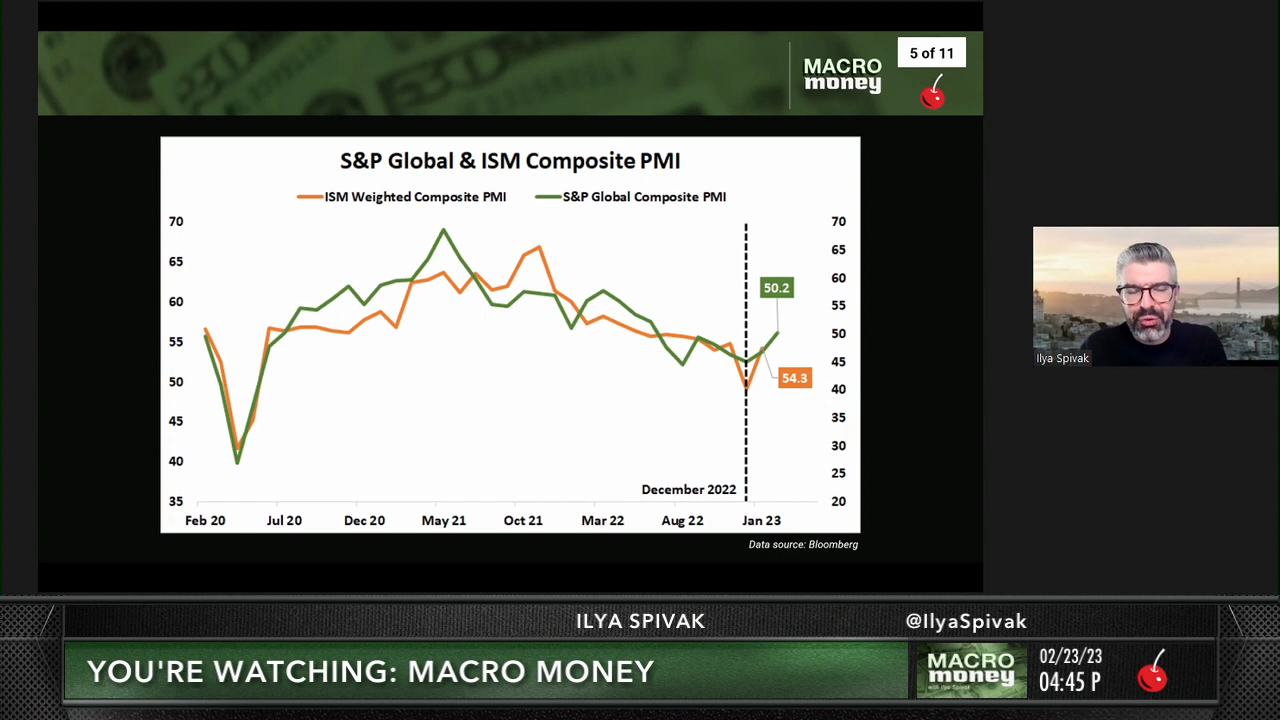 MACRO
money
5 of 11
S&P Global & ISM Composite PMI
ISM Weighted Composite PMI S&P Global Composite PMI
70 70
65 65
60 60
55 55
50 50
45 45
40 40
35 35
30
25
20
50.2
54.3
December 2022
Feb 20 Jul 20 Dec 20 May 21 Oct 21 Mar 22 Aug 22 Jan 23
Data source: Bloomberg
Ilya Spivak
ILYA SPIVAK @IlyaSpivak
YOU'RE WATCHING: MACRO MONEY
MACRO
money
with Ilya Spivak
02/23/23
04:45 P